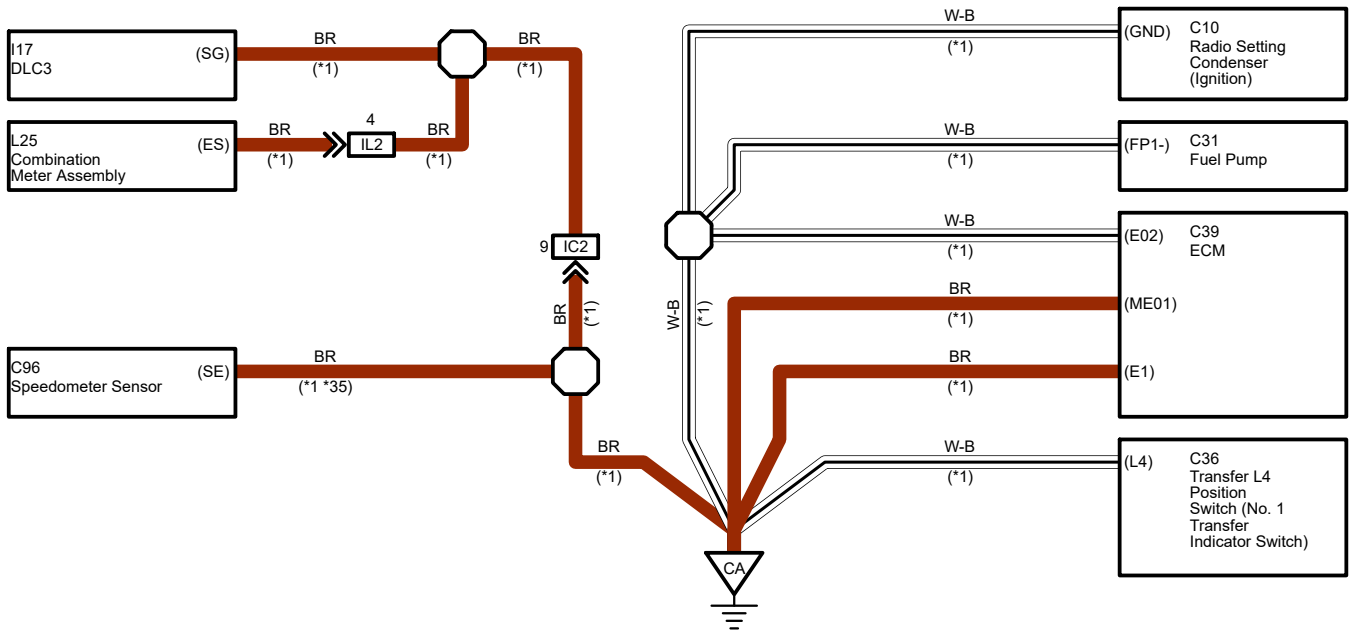 I17
DLC3
(SG)
BR
(*1)
BR
(*1)
L25
Combination
Meter Assembly
(ES)
BR
(*1)
4
IL2
BR
(*1)
9
IC2
BR
(*1)
C96
Speedometer Sensor
(SE)
BR
(*1 *35)
BR
(*1)
W-B
(*1)
(GND)
C10
Radio Setting
Condenser
(Ignition)
W-B
(*1)
(FP1-)
C31
Fuel Pump
W-B
(*1)
(E02)
C39
ECM
W-B
(*1)
BR
(*1)
(ME01)
BR
(*1)
(E1)
W-B
(*1)
(L4)
C36
Transfer L4
Position
Switch (No. 1
Transfer
Indicator Switch)
CA